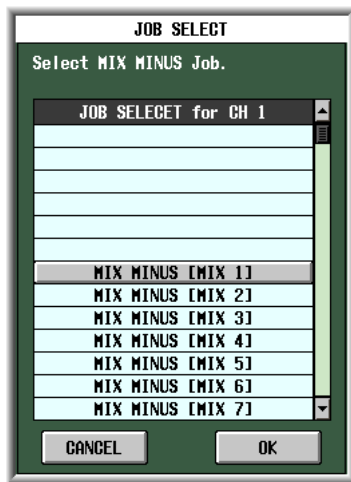 JOB SELECT
Select MIX MINUS Job.
JOB SELECET for CH 1
MIX MINUS [MIX 1]
MIX MINUS [MIX 2]
MIX MINUS [MIX 3]
MIX MINUS [MIX 4]
MIX MINUS [MIX 5]
MIX MINUS [MIX 6]
MIX MINUS [MIX 7]
CANCEL OK